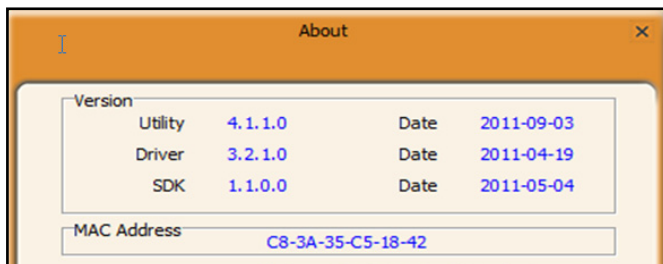 About
Version
Utility 4.1.1.0 Date 2011-09-03
Driver 3.2.1.0 Date 2011-04-19
SDK 1.1.0.0 Date 2011-05-04
MAC Address
C8-3A-35-C5-18-42